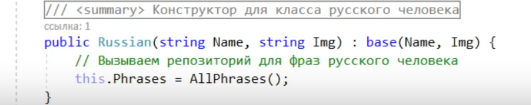 /// <summary> Конструктор для класса русского человека
ссылка: 1
public Russian(string Name, string Img) : base(Name, Img) {
// Вызываем репозиторий для фраз русского человека
this.Phrases = AllPhrases();
}